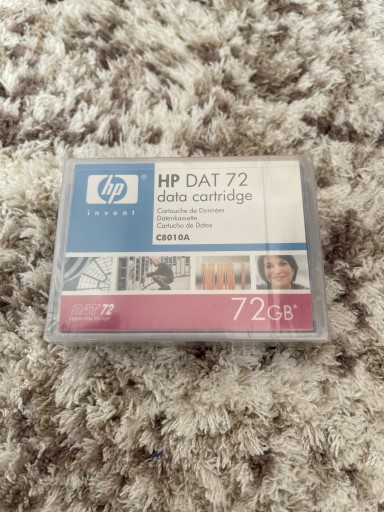 hp
®
invent
HP DAT 72
data cartridge
Cartouche de Données
Datenkassette
Cartucho de Datos
C8010A
DAT 72
72GB*